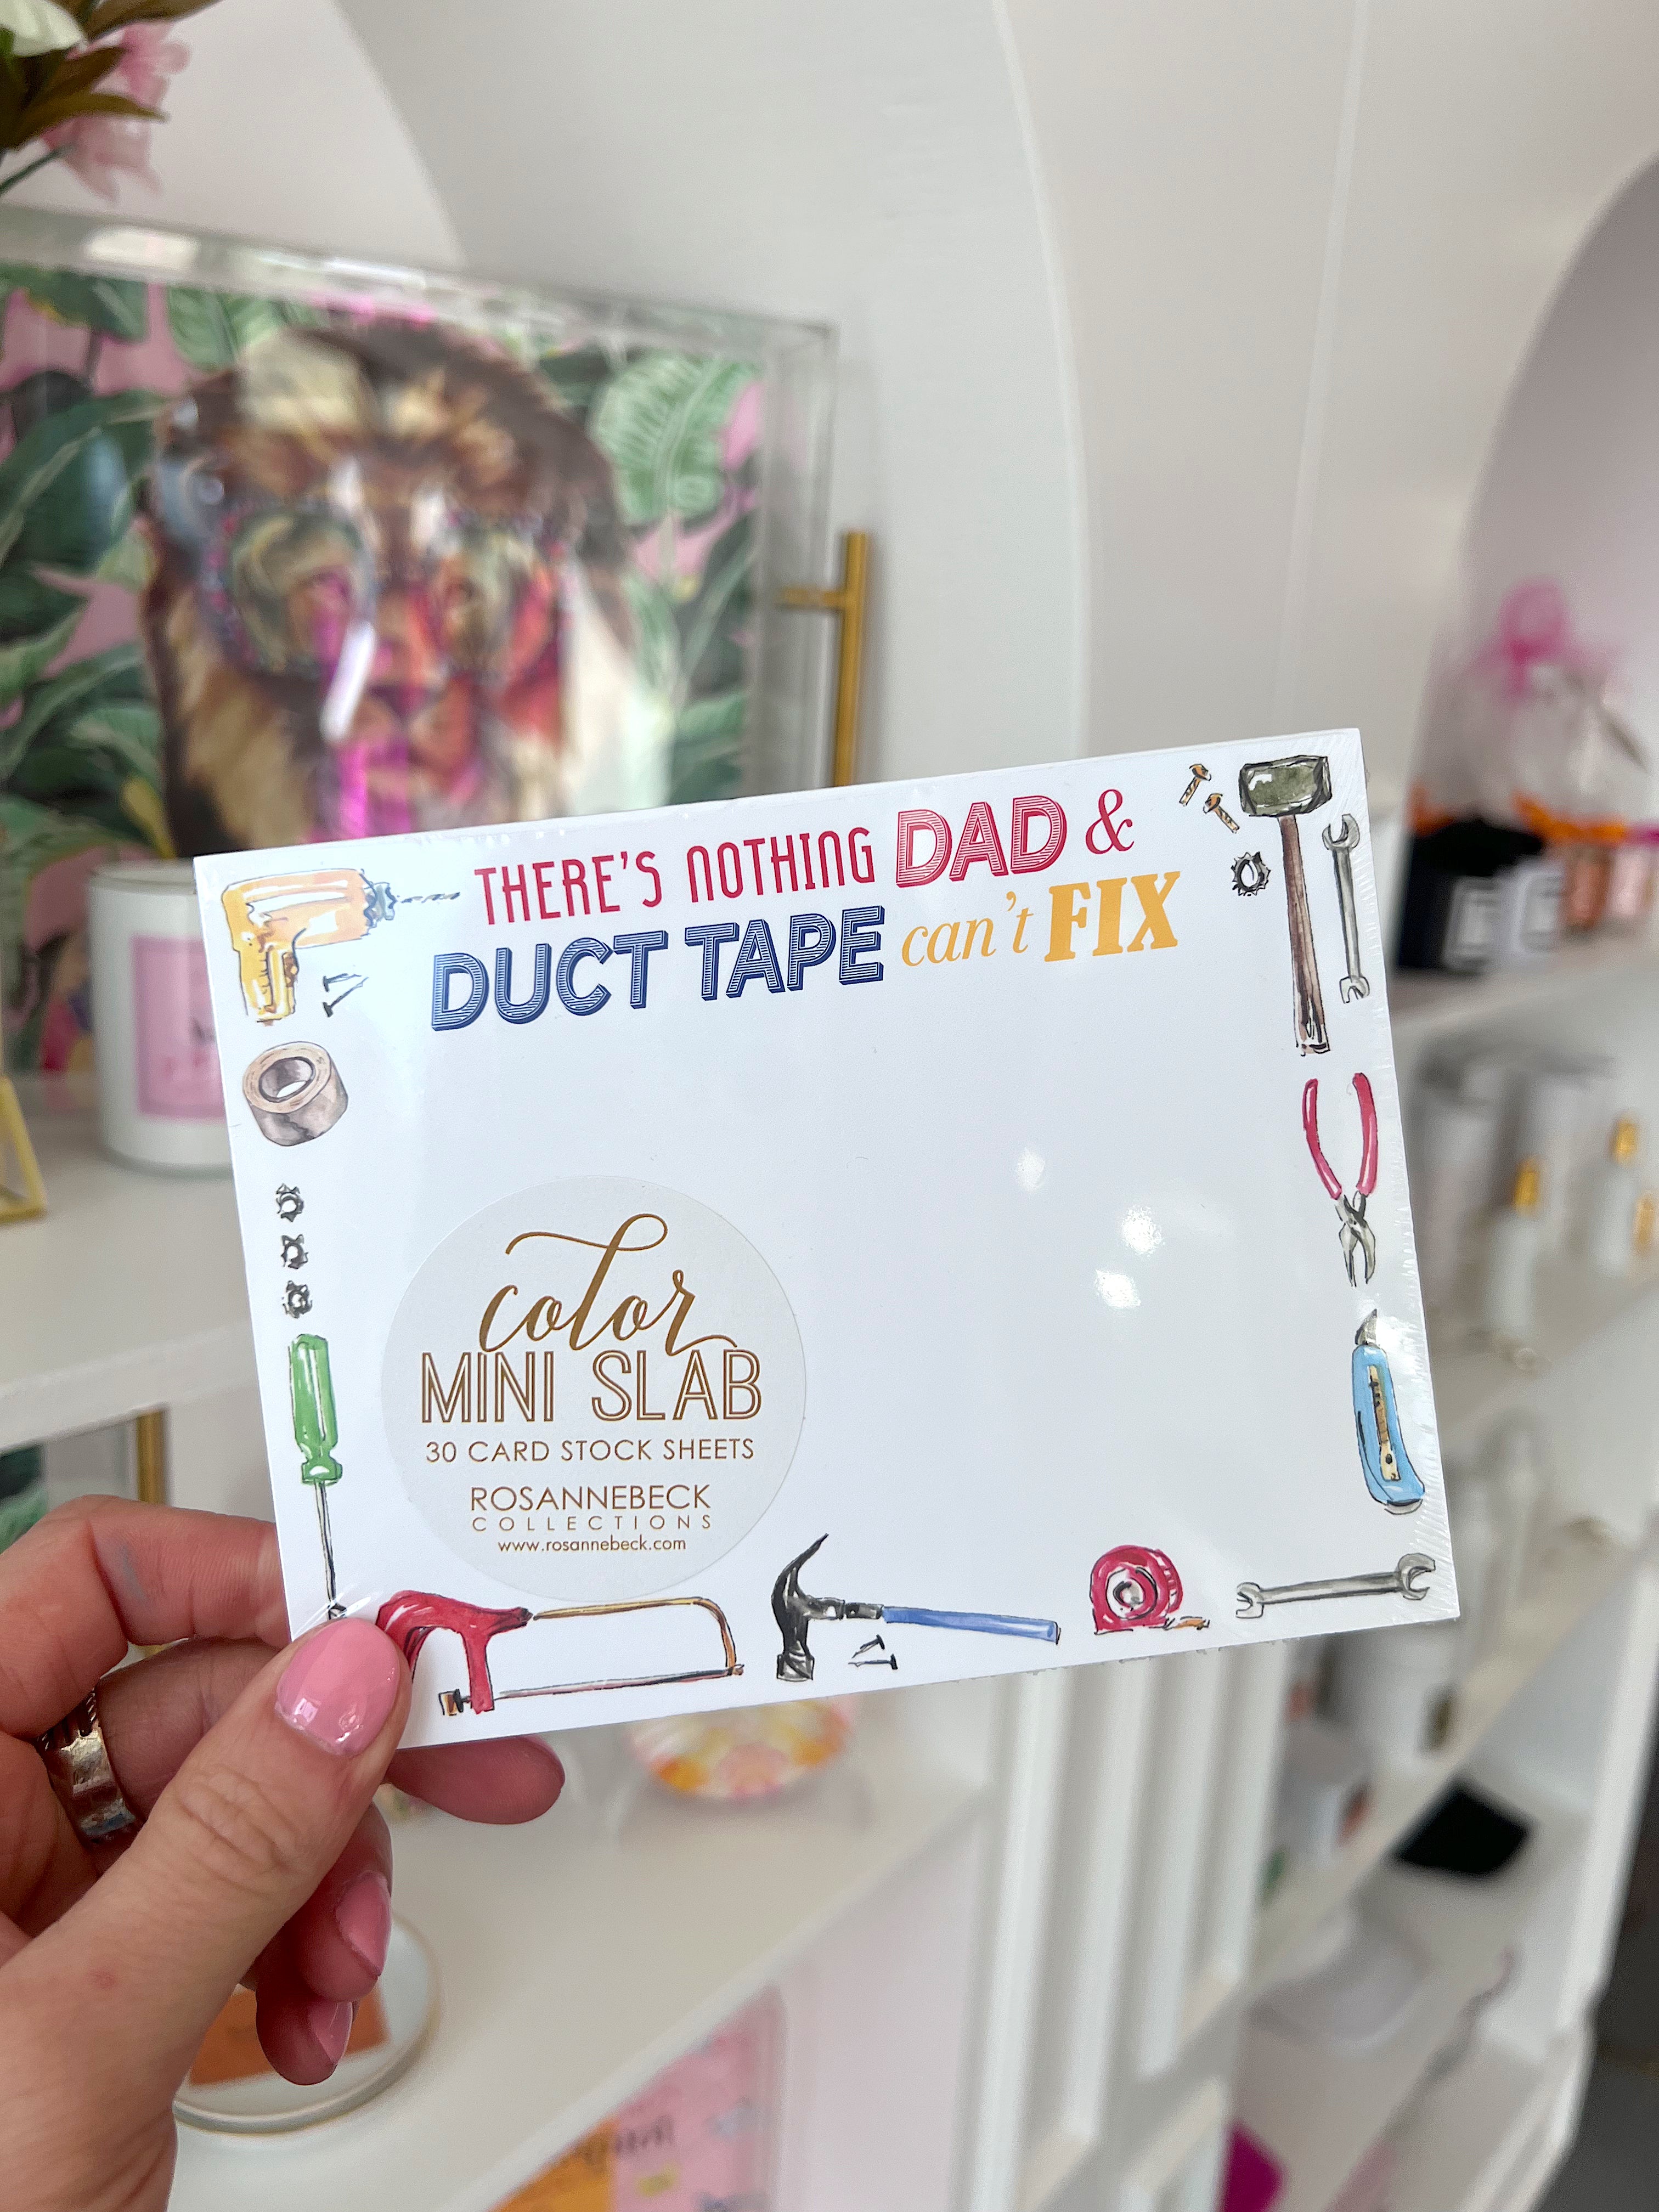 THERE'S NOTHING DAD &
DUCT TAPE can't FIX
color
MINI SLAB
30 CARD STOCK SHEETS
ROSANNEBECK
COLLECTIONS
www.rosannebeck.com